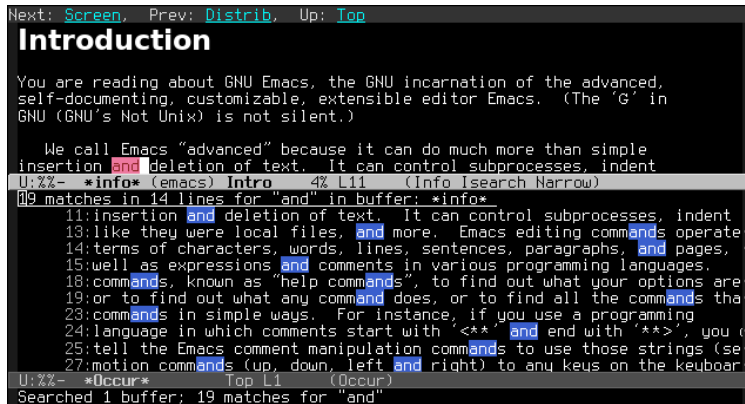 Next: Screen,  Prev: Distrib,  Up: Top
Introduction
You are reading about GNU Emacs, the GNU incarnation of the advanced,
self-documenting, customizable, extensible editor Emacs.  (The ‘G’ in
GNU (GNU’s Not Unix) is not silent.)
We call Emacs “advanced” because it can do much more than simple
insertion and deletion of text.  It can control subprocesses, indent
U:%%-  *info* (emacs) Intro    4% L11    (Info Isearch Narrow)
19 matches in 14 lines for "and" in buffer: *info*
11:insertion and deletion of text.  It can control subprocesses, indent
13:like they were local files, and more.  Emacs editing commands operate
14:terms of characters, words, lines, sentences, paragraphs, and pages,
15:well as expressions and comments in various programming languages.
18:commands, known as “help commands”, to find out what your options are
19:or to find out what any command does, or to find all the commands tha
23:commands in simple ways.  For instance, if you use a programming
24:language in which comments start with ‘<**’ and end with ‘**>’, you
25:tell the Emacs comment manipulation commands to use those strings (se
27:motion commands (up, down, left and right) to any keys on the keyboar
U:%%-  *Occur*        Top L1     (Occur)
Searched 1 buffer; 19 matches for "and"